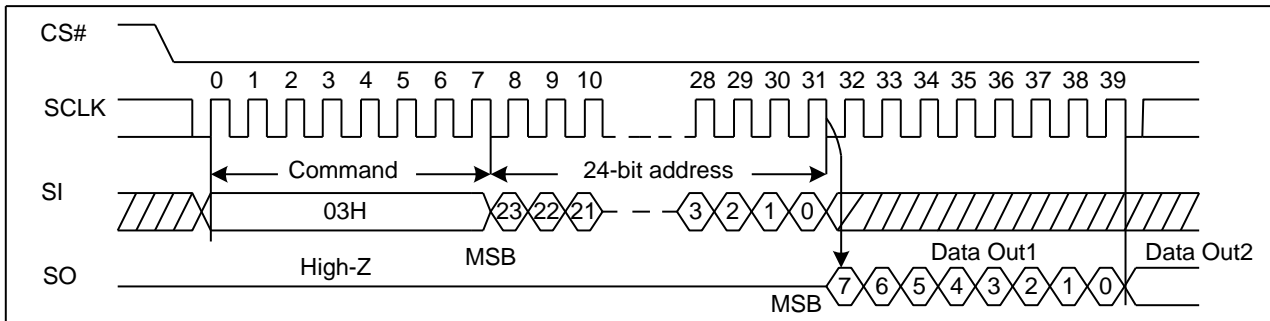 CS#
0 1 2 3 4 5 6 7 8 9 10 28 29 30 31 32 33 34 35 36 37 38 39
SCLK
Command 24-bit address
SI
03H 23 22 21 3 2 1 0
MSB
High-Z
Data Out1 Data Out2
SO
MSB 7 6 5 4 3 2 1 0